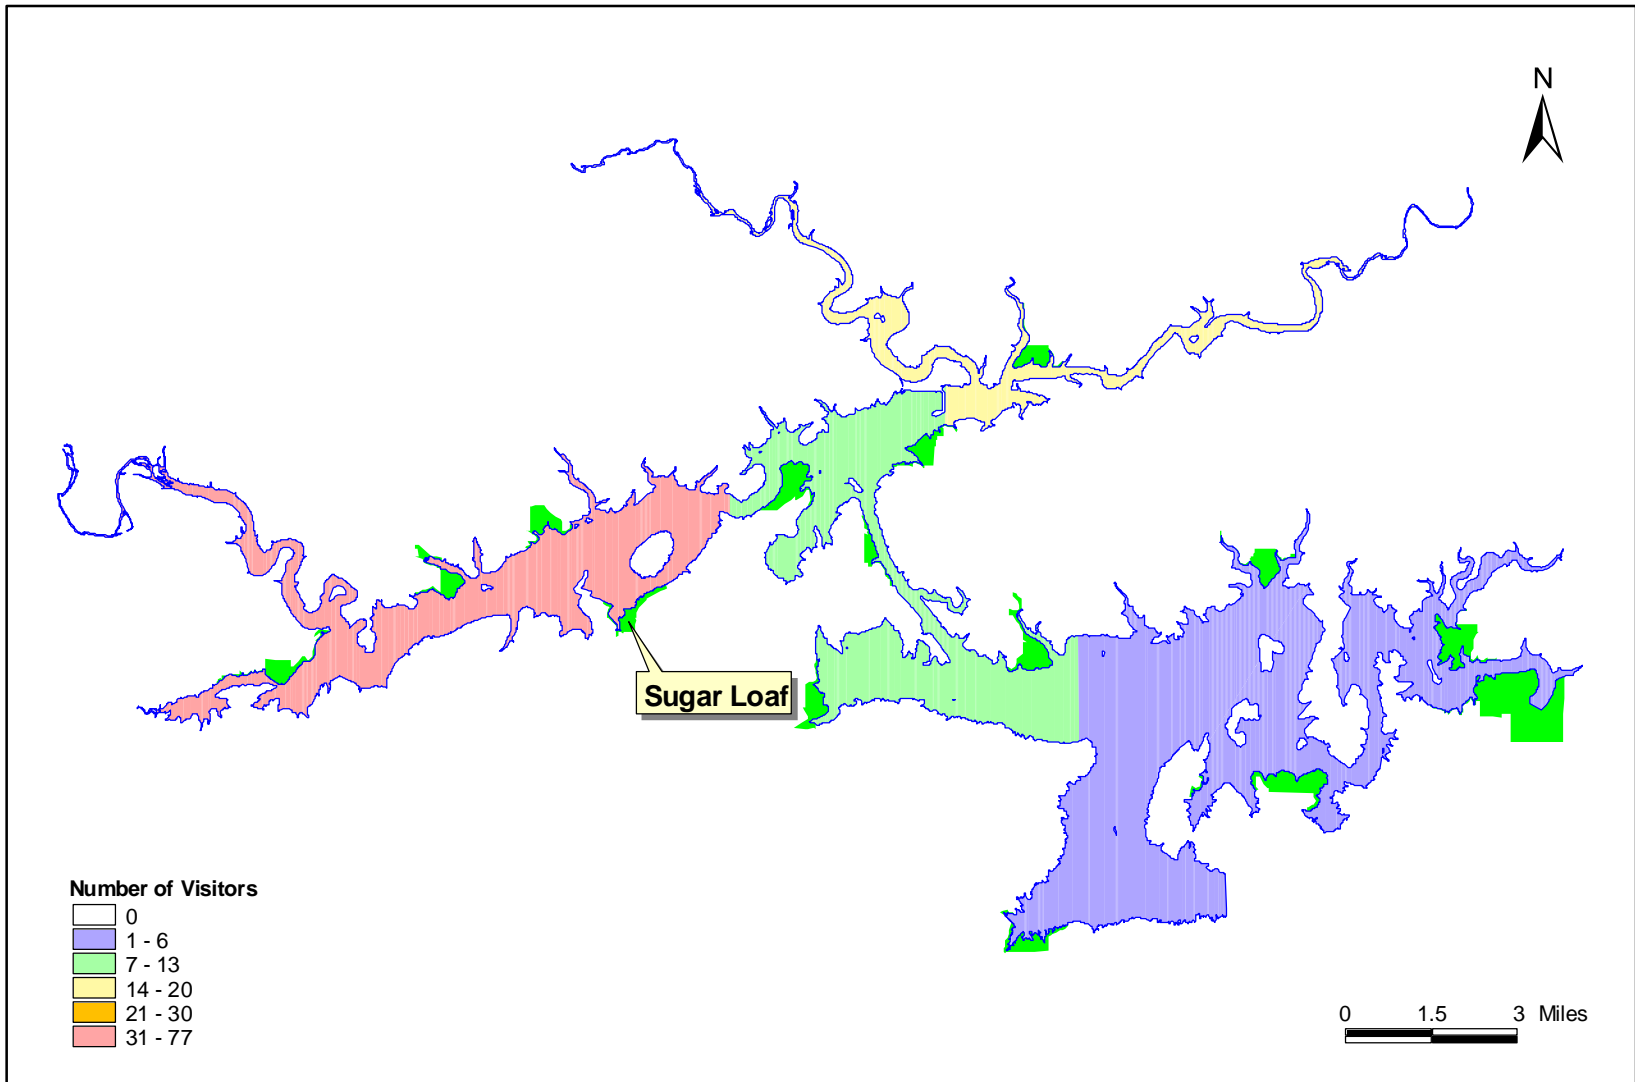 N
Sugar Loaf
Number of Visitors
0
1 - 6
7 - 13
14 - 20
21 - 30
31 - 77
0 1.5 3 Miles